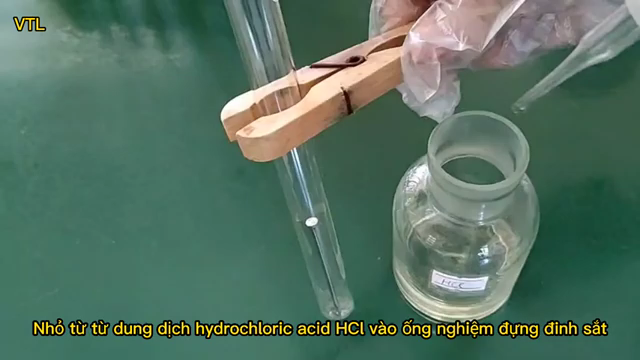 VTL
HCl
Nhỏ từ từ dung dịch hydrochloric acid HCl vào ống nghiệm đựng đinh sắt